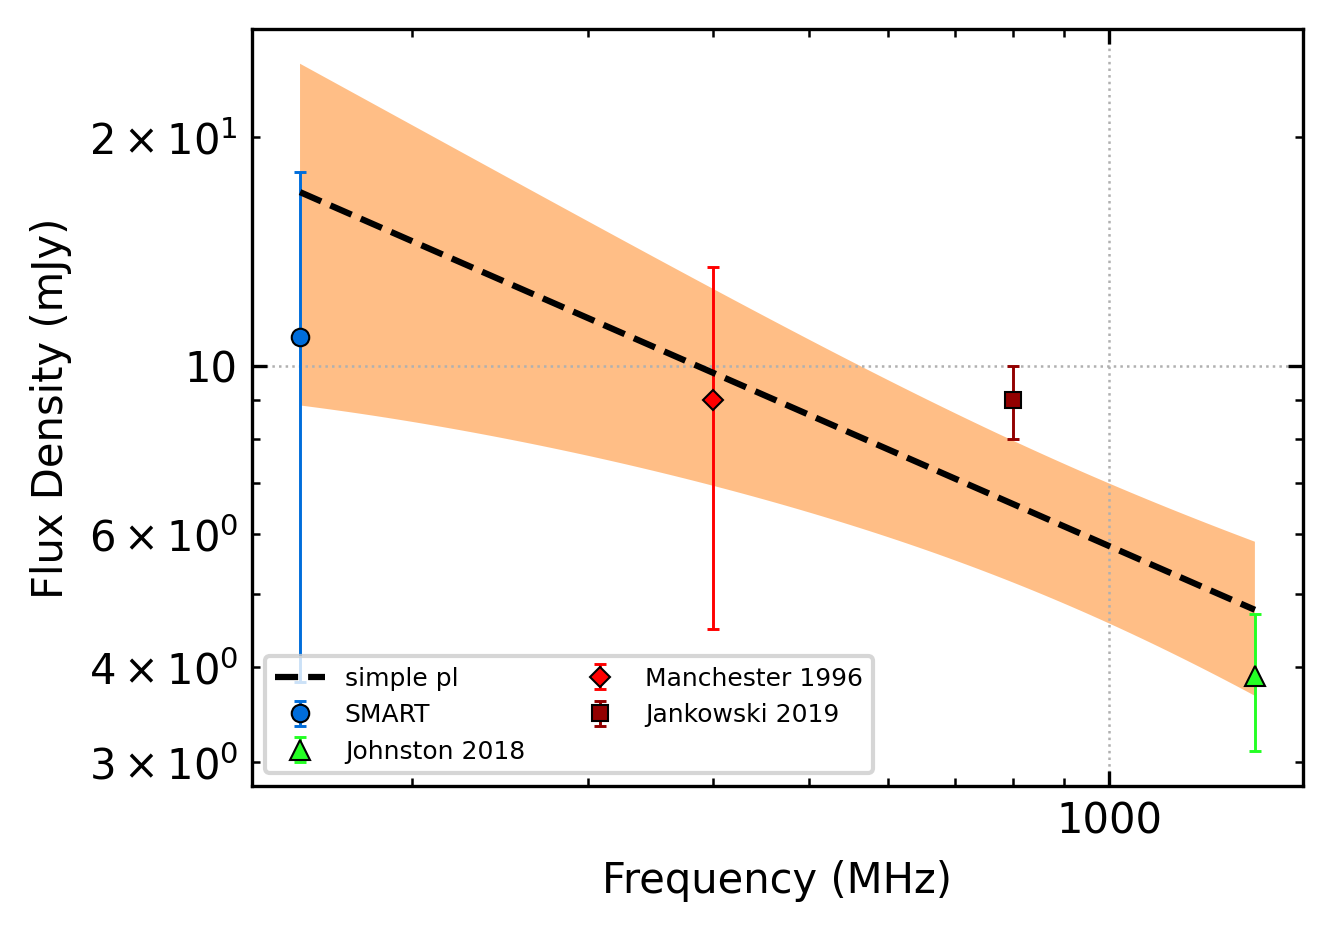 Flux Density (mJy)
2 × 10¹
10
6 × 10⁰
4 × 10⁰
3 × 10⁰
simple pl
SMART
Johnston 2018
Manchester 1996
Jankowski 2019
1000
Frequency (MHz)